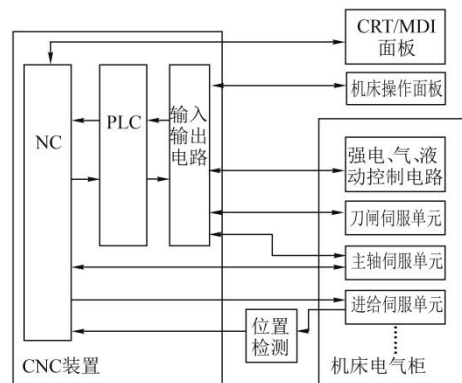 CRT/MDI
面板
机床操作面板
NC
PLC
输入
输出
电路
强电、气、液
动控制电路
刀闸伺服单元
主轴伺服单元
进给伺服单元
位置
检测
CNC装置
机床电气柜